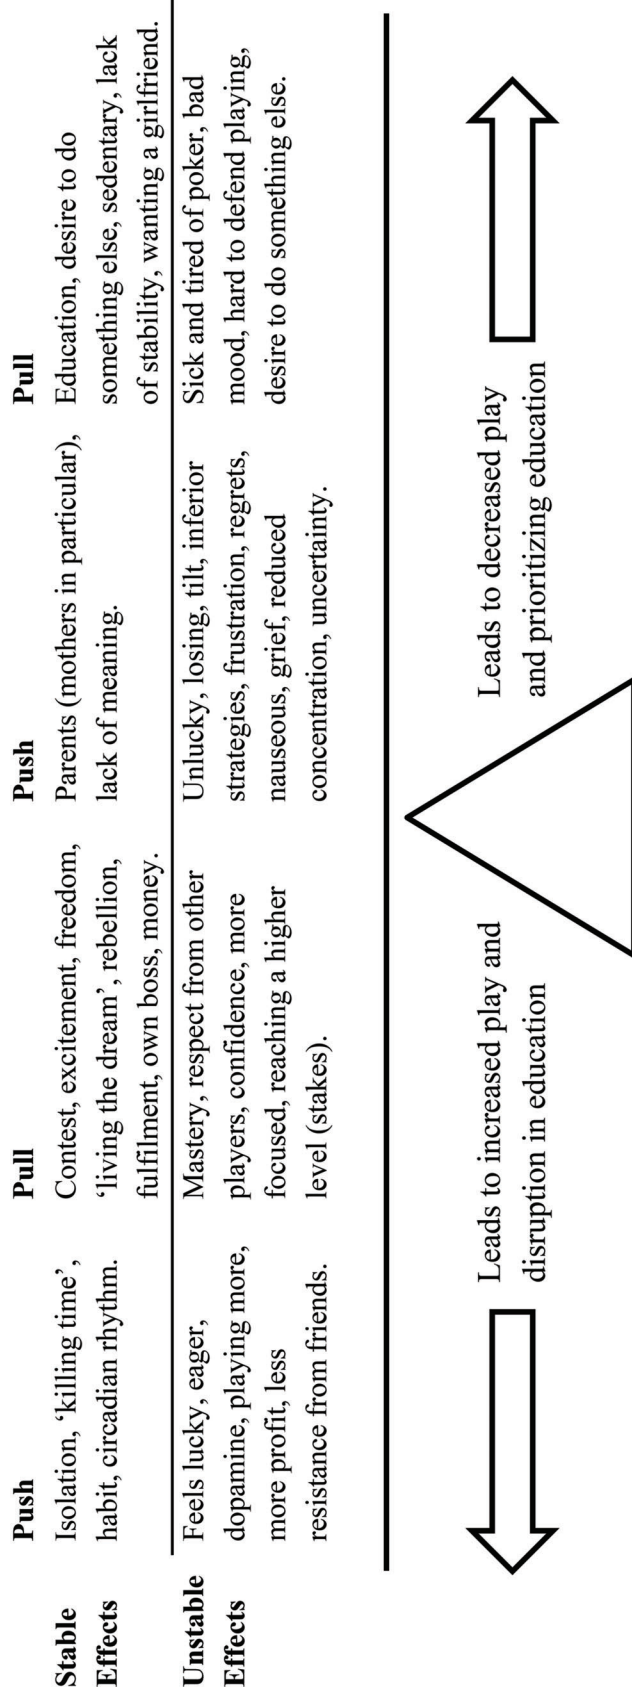 Push
Pull
Push
Pull
Stable
Effects
Isolation, ‘killing time’,
habit, circadian rhythm.
Contest, excitement, freedom,
‘living the dream’, rebellion,
fulfilment, own boss, money.
Parents (mothers in particular),
lack of meaning.
Education, desire to do
something else, sedentary, lack
of stability, wanting a girlfriend.
Unstable
Effects
Feels lucky, eager,
dopamine, playing more,
more profit, less
resistance from friends.
Mastery, respect from other
players, confidence, more
focused, reaching a higher
level (stakes).
Unlucky, losing, tilt, inferior
strategies, frustration, regrets,
nauseous, grief, reduced
concentration, uncertainty.
Sick and tired of poker, bad
mood, hard to defend playing,
desire to do something else.
Leads to increased play and
disruption in education
Leads to decreased play
and prioritizing education